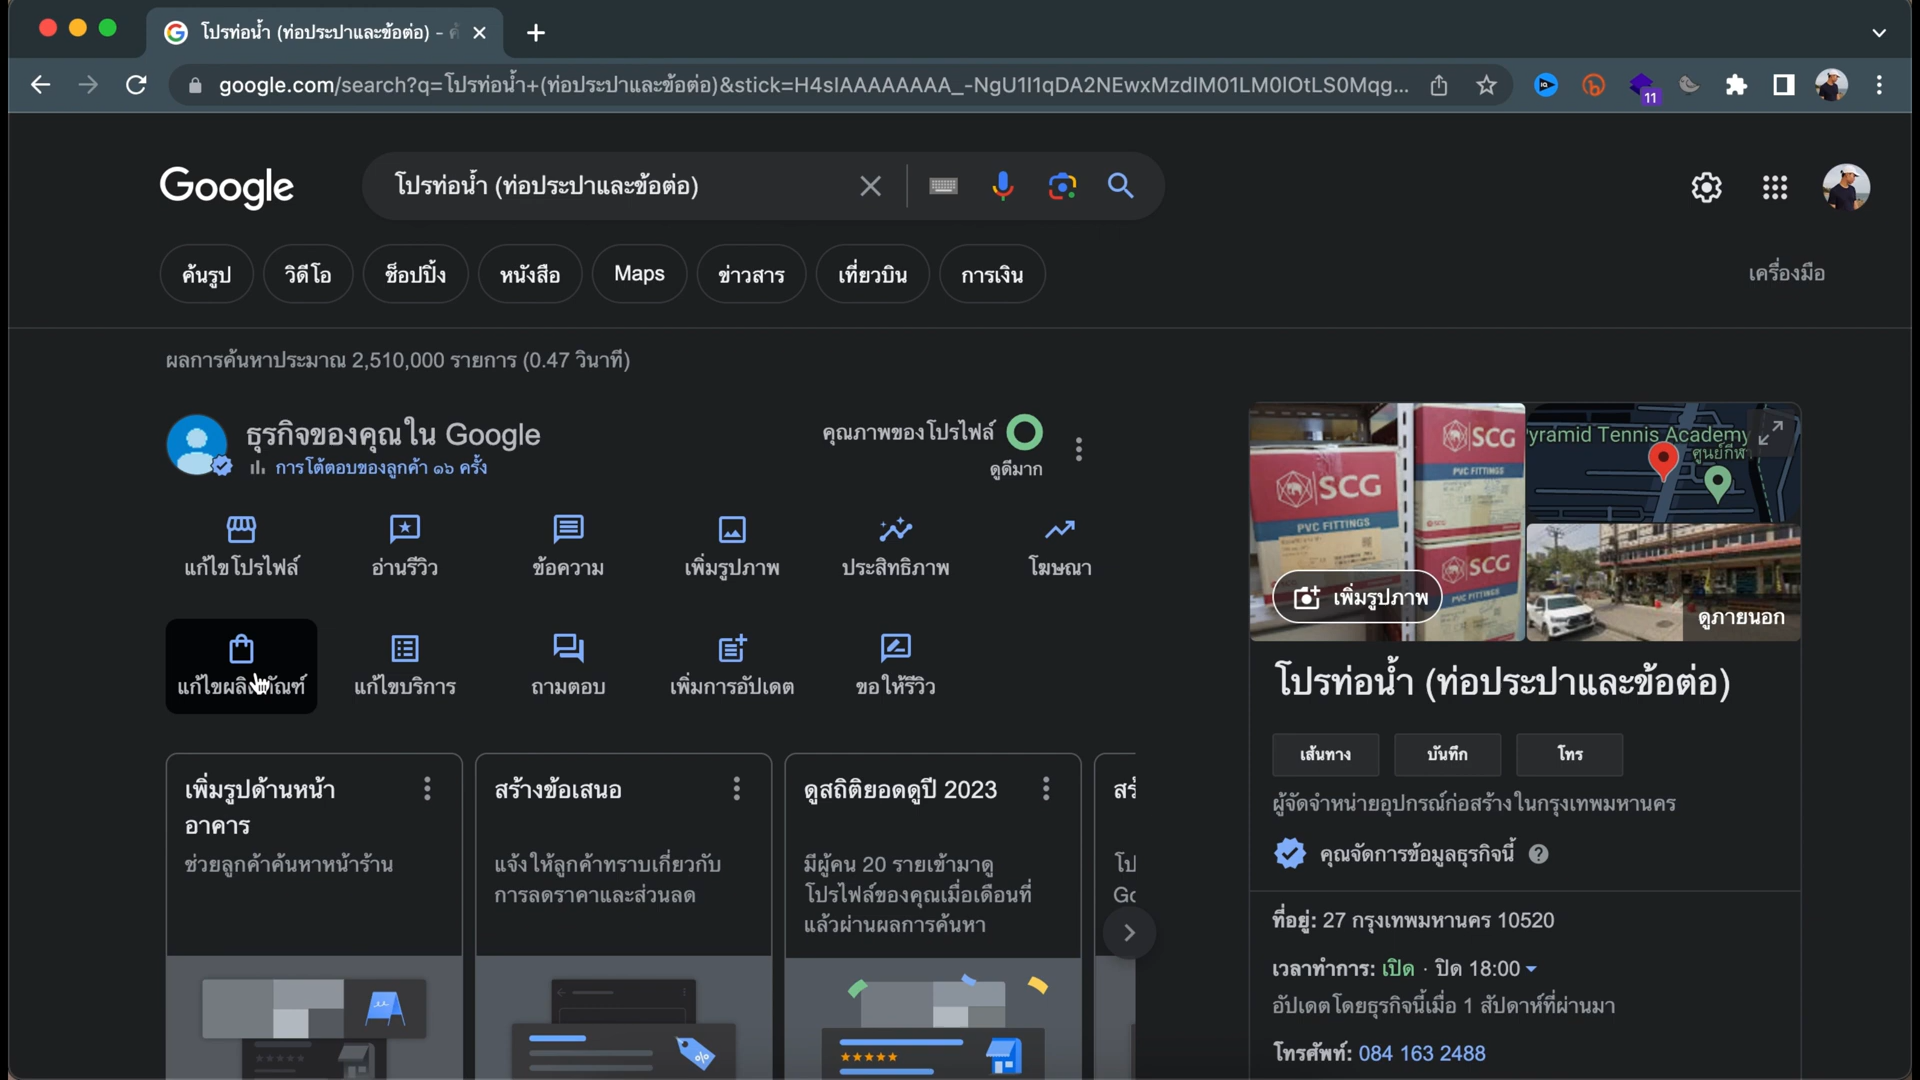 โปรท่อน้ำ (ท่อประปาและข้อต่อ) -
google.com/search?q=โปรท่อน้ำ+(ท่อประปาและข้อต่อ)&stick=H4sIAAAAAAAA_-NgU1I1qDA2NEwxMzdIM01LM0lOtLS0Mqg...
11
Google
โปรท่อน้ำ (ท่อประปาและข้อต่อ)
ค้นรูป
วิดีโอ
ช็อปปิ้ง
หนังสือ
Maps
ข่าวสาร
เที่ยวบิน
การเงิน
เครื่องมือ
ผลการค้นหาประมาณ 2,510,000 รายการ (0.47 วินาที)
ธุรกิจของคุณใน Google
การโต้ตอบของลูกค้า ๑๖ ครั้ง
คุณภาพของโปรไฟล์
ดูดีมาก
แก้ไขโปรไฟล์
อ่านรีวิว
ข้อความ
เพิ่มรูปภาพ
ประสิทธิภาพ
โฆษณา
แก้ไขผลิตภัณฑ์
แก้ไขบริการ
ถามตอบ
เพิ่มการอัปเดต
ขอให้รีวิว
เพิ่มรูปด้านหน้า
อาคาร
ช่วยลูกค้าค้นหาหน้าร้าน
สร้างข้อเสนอ
แจ้งให้ลูกค้าทราบเกี่ยวกับ
การลดราคาและส่วนลด
ดูสถิติยอดดูปี 2023
มีผู้คน 20 รายเข้ามาดู
โปรไฟล์ของคุณเมื่อเดือนที่
แล้วผ่านผลการค้นหา
SCG
PVC FITTINGS
SCG
PVC FITTINGS
SCG
PVC FITTINGS
yramid Tennis Academy
ศูนย์กีฬา
เพิ่มรูปภาพ
ดูภายนอก
โปรท่อน้ำ (ท่อประปาและข้อต่อ)
เส้นทาง
บันทึก
โทร
ผู้จัดจำหน่ายอุปกรณ์ก่อสร้างในกรุงเทพมหานคร
คุณจัดการข้อมูลธุรกิจนี้
ที่อยู่: 27 กรุงเทพมหานคร 10520
เวลาทำการ: เปิด · ปิด 18:00
อัปเดตโดยธุรกิจนี้เมื่อ 1 สัปดาห์ที่ผ่านมา
โทรศัพท์: 084 163 2488